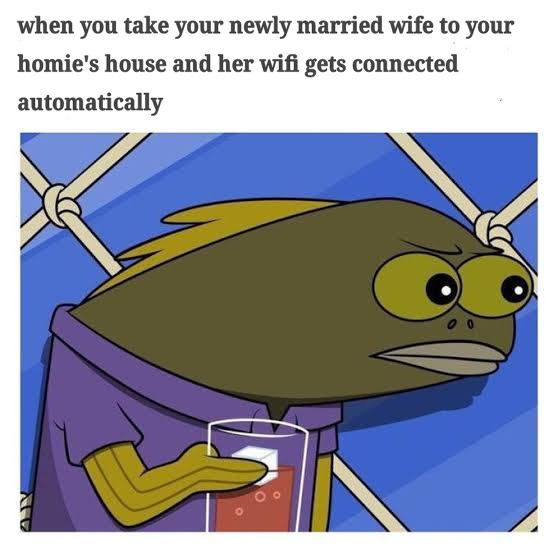 when you take your newly married wife to your
homie's house and her wifi gets connected
automatically